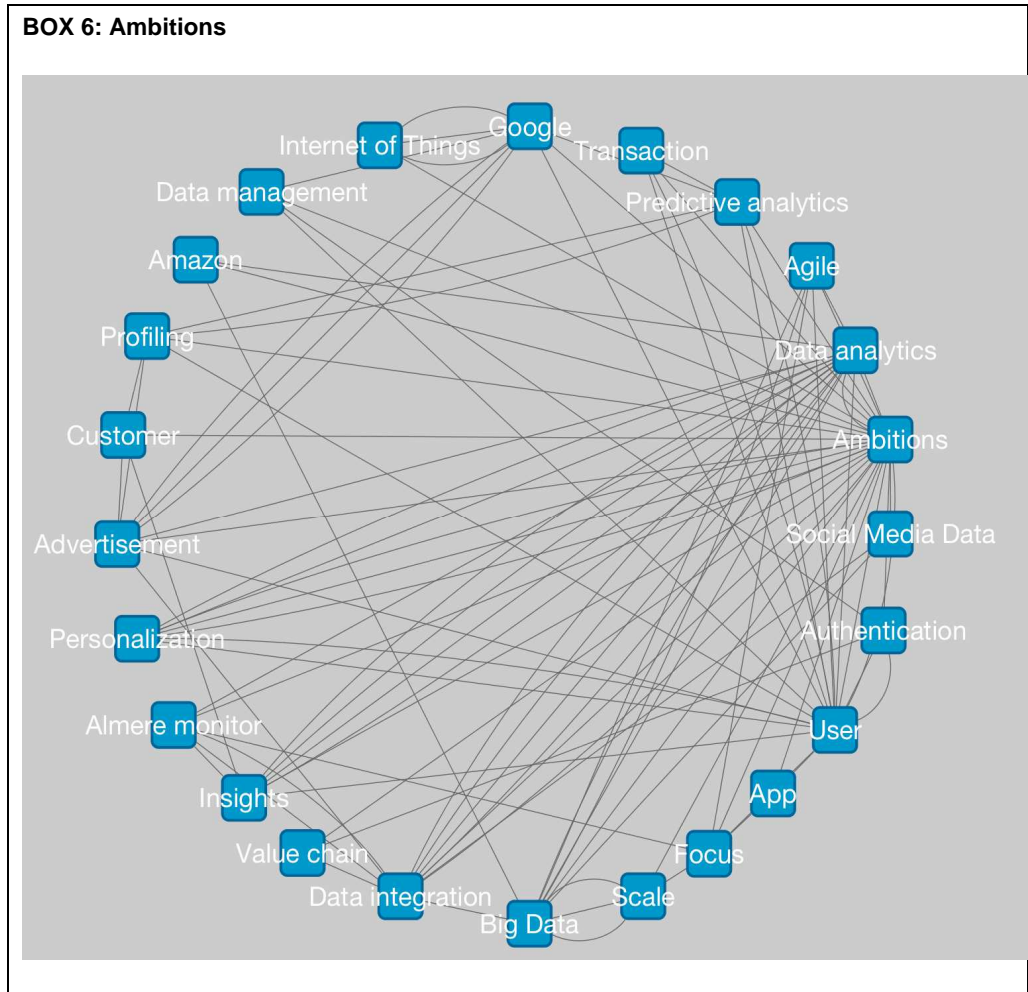 BOX 6: Ambitions
Google
Internet of Things
Transaction
Data management
Predictive analytics
Amazon
Agile
Profiling
Data analytics
Customer
Ambitions
Advertisement
Social Media Data
Personalization
Authentication
Almere monitor
User
Insights
App
Value chain
Focus
Data integration
Scale
Big Data